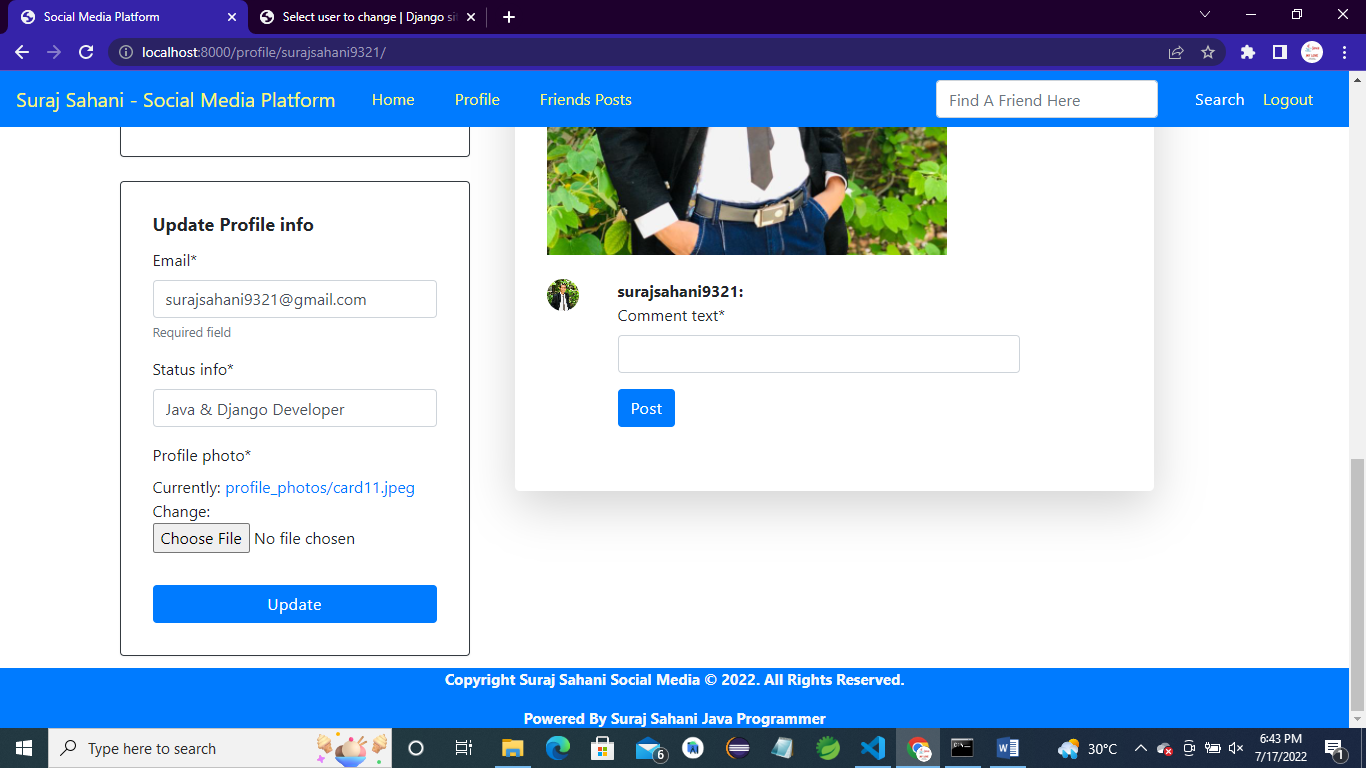 Social Media Platform
Select user to change | Django si
localhost:8000/profile/surajsahani9321/
Suraj Sahani - Social Media Platform
Home
Profile
Friends Posts
Find A Friend Here
Search
Logout
Update Profile info
Email*
surajsahani9321@gmail.com
Required field
Status info*
Java & Django Developer
Profile photo*
Currently: profile_photos/card11.jpeg
Change:
Choose File No file chosen
Update
surajsahani9321:
Comment text*
Post
Copyright Suraj Sahani Social Media © 2022. All Rights Reserved.
Powered By Suraj Sahani Java Programmer
Type here to search
6
30°C
6:43 PM
7/17/2022
1